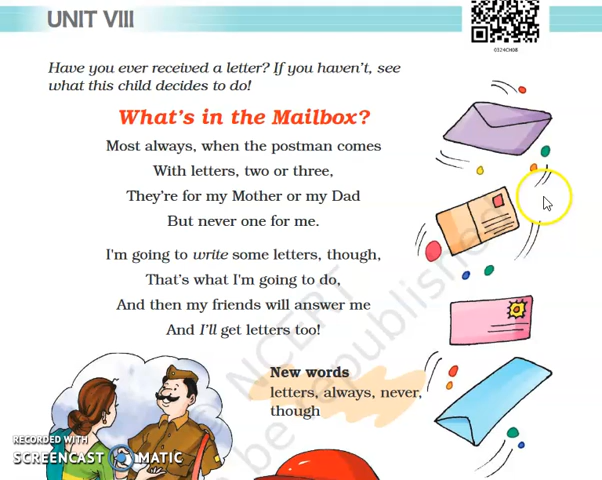 UNIT VIII
0324CH08
Have you ever received a letter? If you haven't, see
what this child decides to do!
What's in the Mailbox?
Most always, when the postman comes
With letters, two or three,
They're for my Mother or my Dad
But never one for me.
I'm going to write some letters, though,
That's what I'm going to do,
And then my friends will answer me
And I'll get letters too!
New words
letters, always, never,
though
© NCERT
be republished
RECORDED WITH
SCREENCAST MATIC